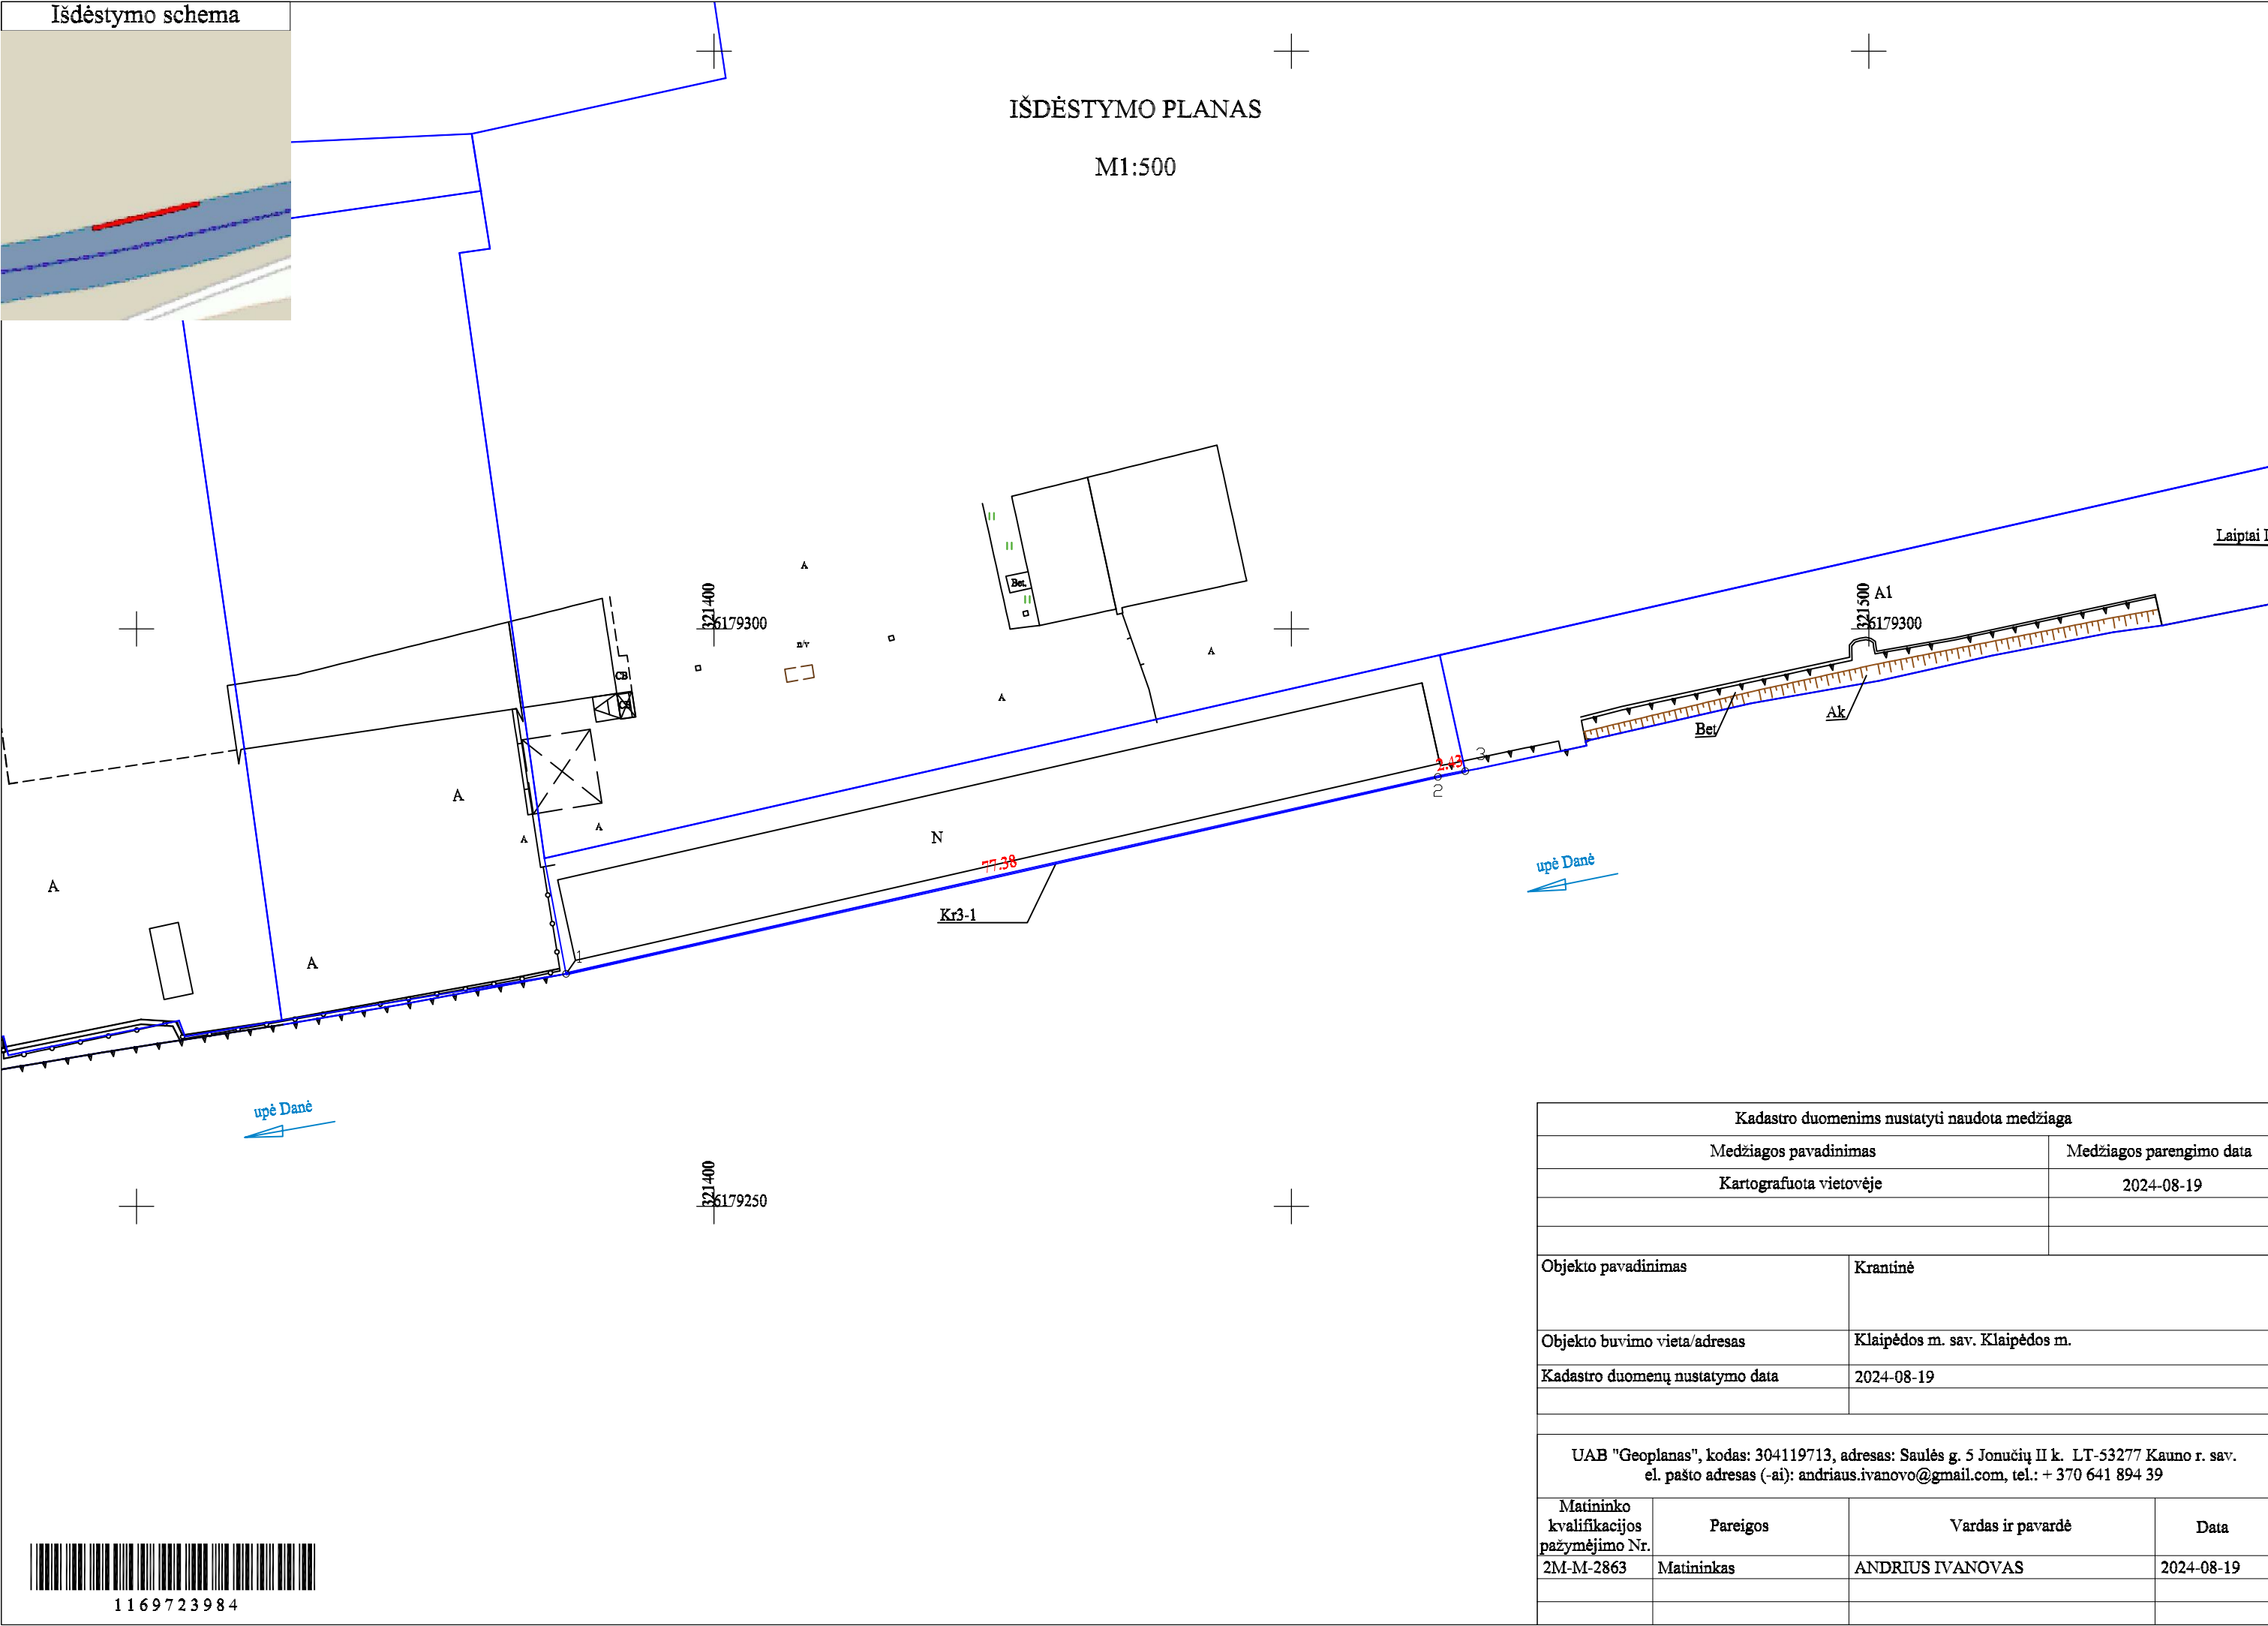 Išdėstymo schema
IŠDĖSTYMO PLANAS
M1:500
Laiptai
A1
321500
6179300
321400
6179300
A
A
A
Bet.
CB
Bet
Ak
3
2.43
2
A
A
A
A
N
77.38
Kr3-1
upė Danė
A
A
1
upė Danė
321400
6179250
Kadastro duomenims nustatyti naudota medžiaga
Medžiagos pavadinimas Medžiagos parengimo data
Kartografuota vietovėje 2024-08-19
Objekto pavadinimas Krantinė
Objekto buvimo vieta/adresas Klaipėdos m. sav. Klaipėdos m.
Kadastro duomenų nustatymo data 2024-08-19
UAB "Geoplanas", kodas: 304119713, adresas: Saulės g. 5 Jonučių II k. LT-53277 Kauno r. sav.
el. pašto adresas (-ai): andriaus.ivanovo@gmail.com, tel.: + 370 641 894 39
Matininko
kvalifikacijos
pažymėjimo Nr.
Pareigos Vardas ir pavardė Data
2M-M-2863 Matininkas ANDRIUS IVANOVAS 2024-08-19
1169723984